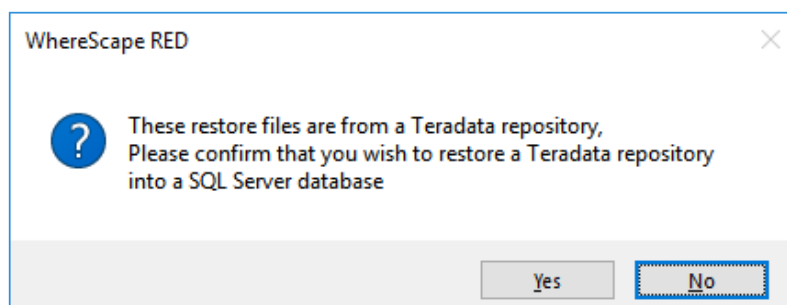 WhereScape RED
?
These restore files are from a Teradata repository,
Please confirm that you wish to restore a Teradata repository
into a SQL Server database
Yes
No